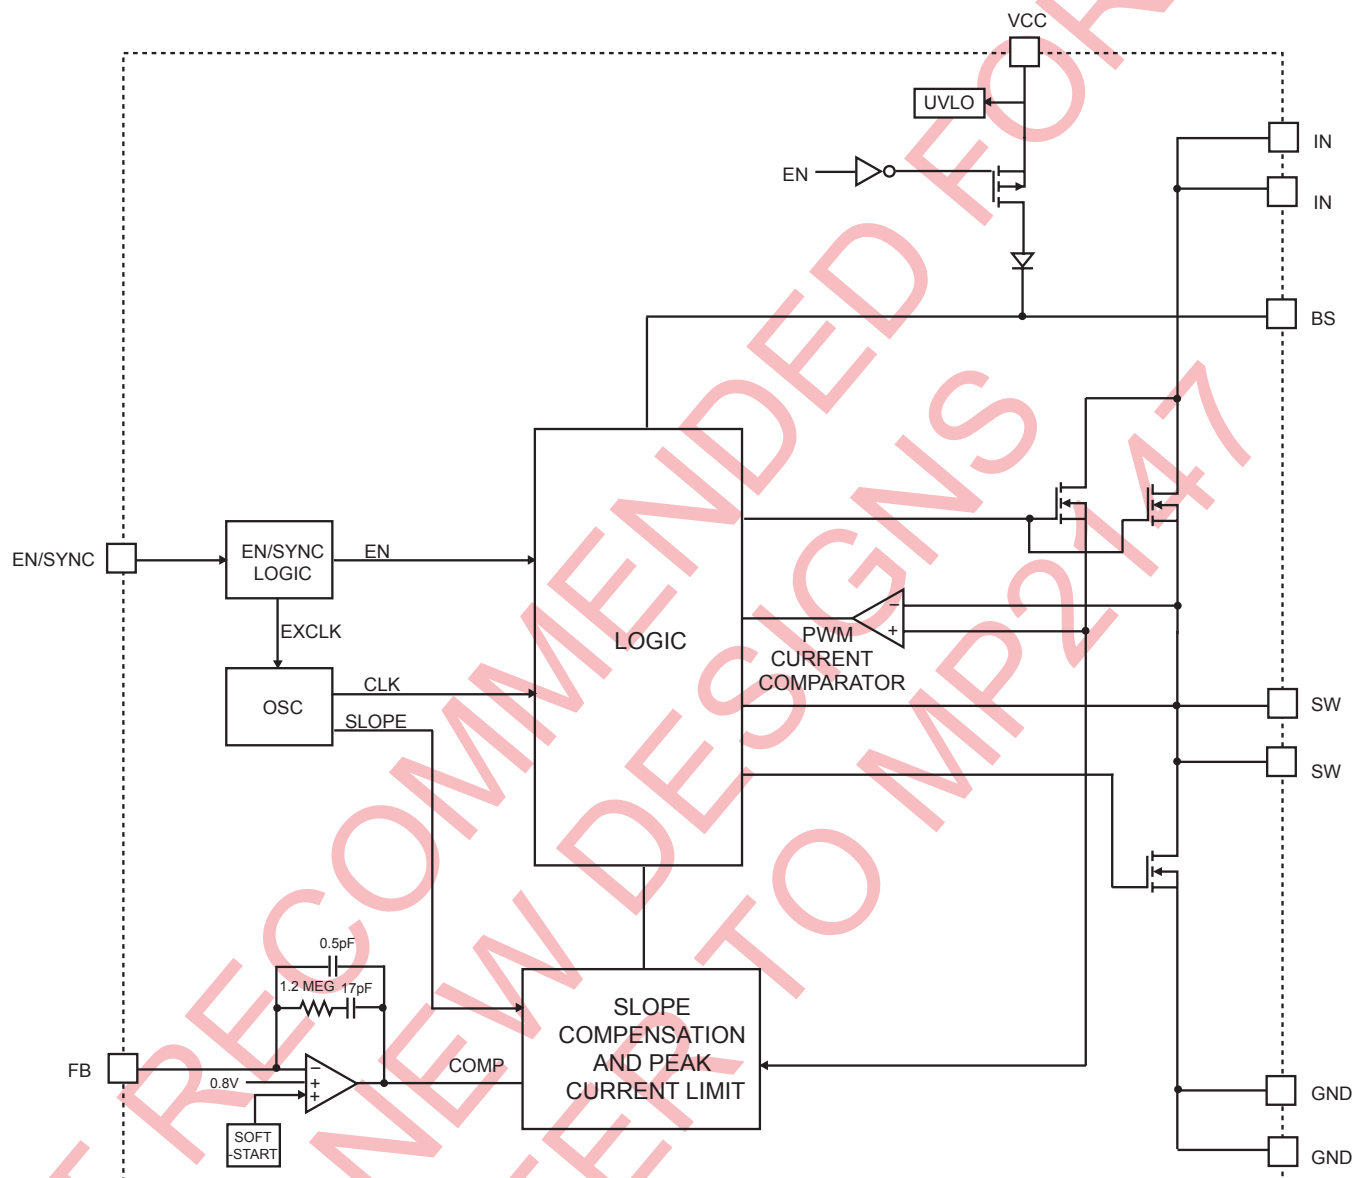 VCC
UVLO
IN
EN
IN
BS
EN/SYNC
EN/SYNC
LOGIC
EN
EXCLK
LOGIC
PWM
CURRENT
COMPARATOR
OSC
CLK
SLOPE
SW
SW
0.5pF
1.2 MEG
17pF
SLOPE
COMPENSATION
AND PEAK
CURRENT LIMIT
FB
COMP
0.8V
SOFT
-START
GND
GND
−
+
−
+
+
T RECOMMENDED FOR
NEW DESIGNS
ER TO MP2147